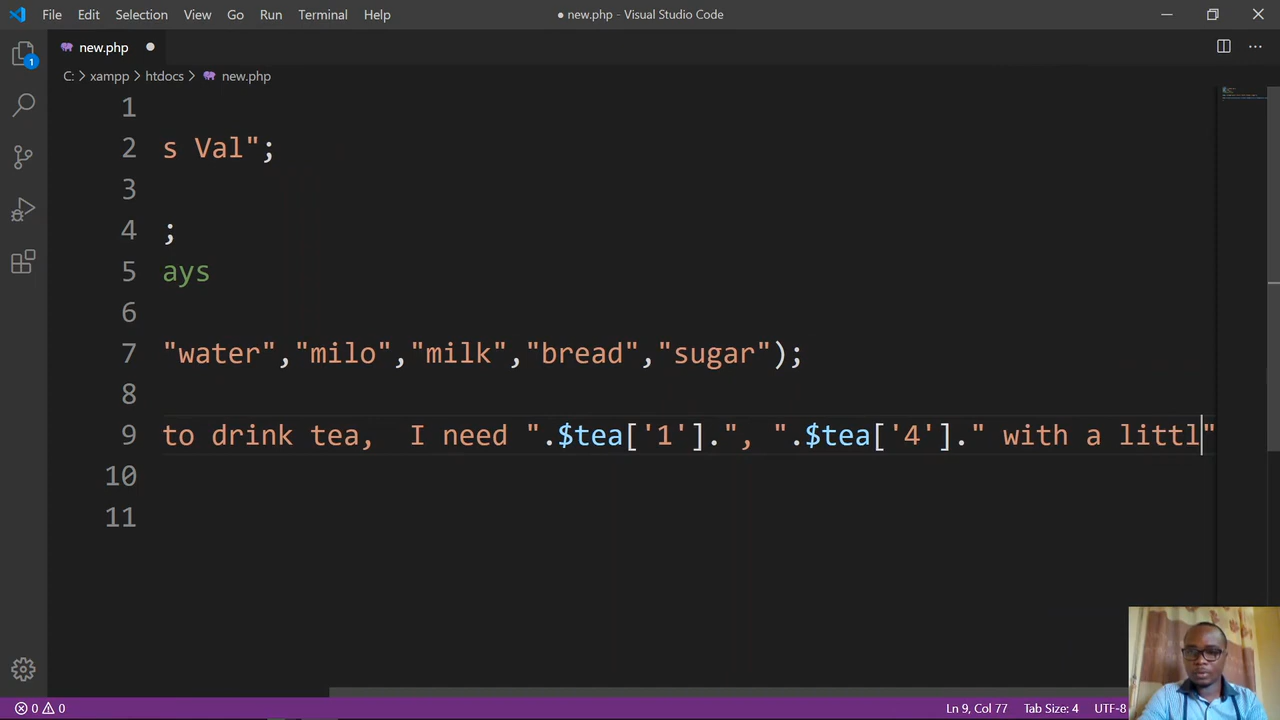 File Edit Selection View Go Run Terminal Help ● new.php - Visual Studio Code
new.php
C: > xampp > htdocs > new.php
1
2 s Val";
3
4 ;
5 ays
6
7 "water","milo","milk","bread","sugar");
8
9 to drink tea,  I need ".$tea['1'].", ".$tea['4']." with a littl"
10
11
1
0 0 Ln 9, Col 77 Tab Size: 4 UTF-8